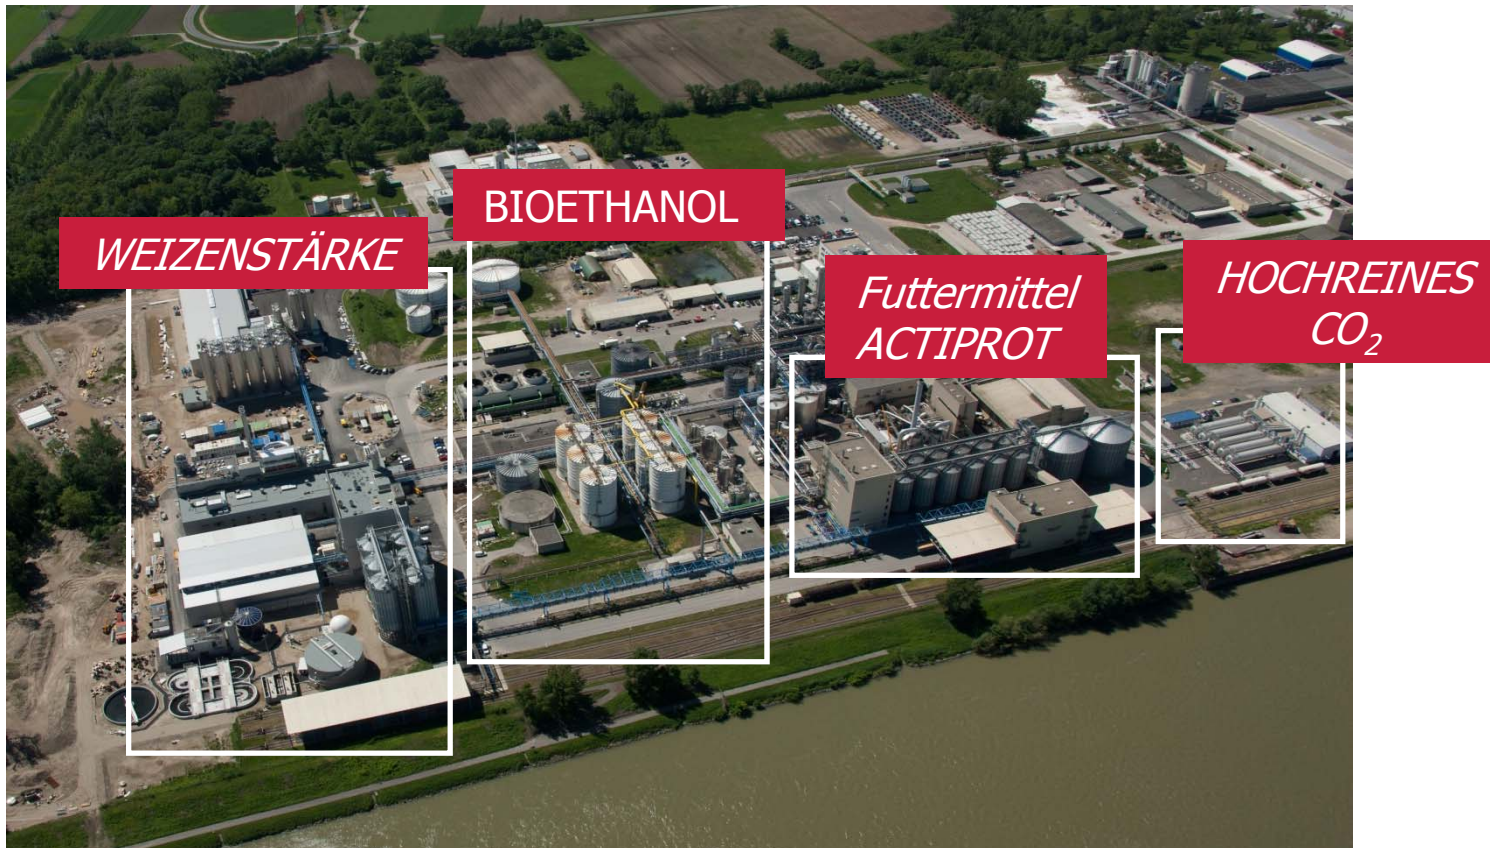 WEIZENSTÄRKE
BIOETHANOL
Futtermittel
ACTIPROT
HOCHREINES
CO₂